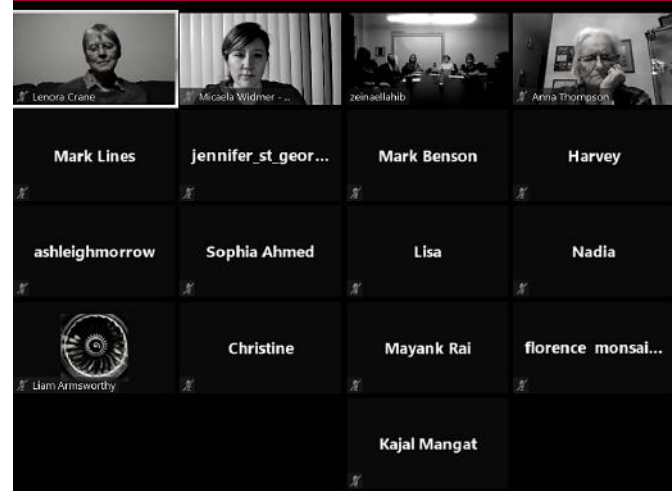 Lenora Crane
Micaela Widmer - ..
zeinaellahib
Anna Thompson
Mark Lines
jennifer_st_geor...
Mark Benson
Harvey
ashleighmorrow
Sophia Ahmed
Lisa
Nadia
Liam Armsworthy
Christine
Mayank Rai
florence monsai...
Kajal Mangat